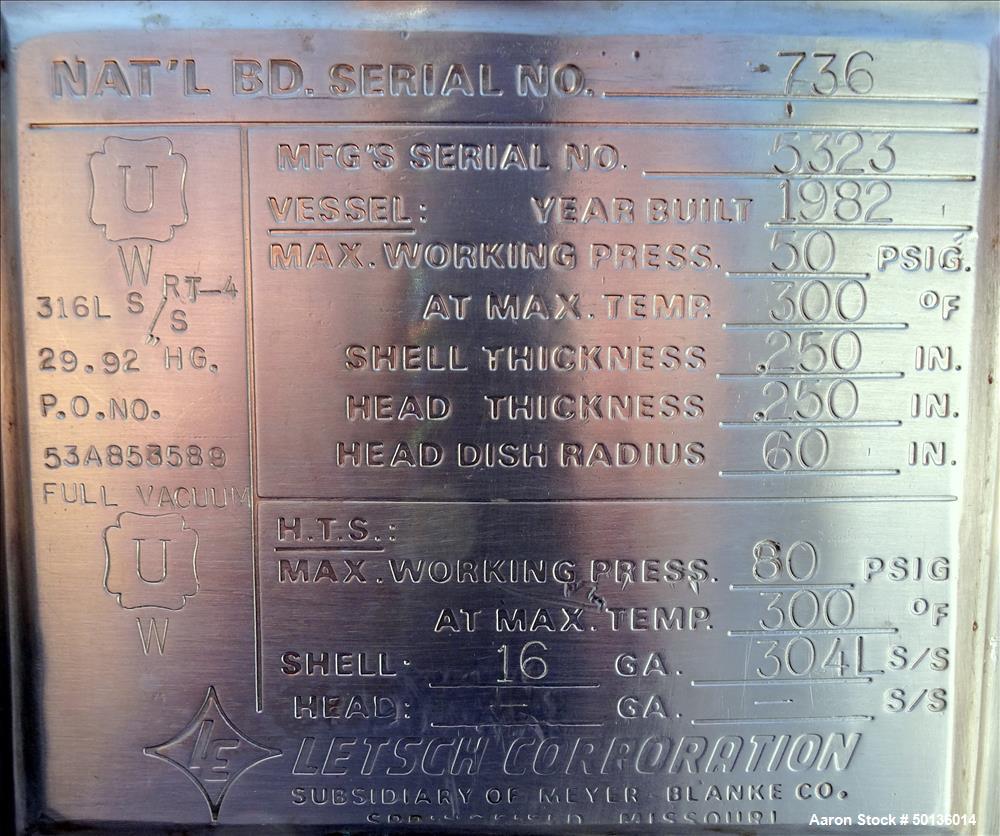 NAT'L BD. SERIAL NO. 736
MFG'S SERIAL NO. 5323
VESSEL: YEAR BUILT 1982
MAX. WORKING PRESS. 50 PSIG.
AT MAX. TEMP. 300 °F
SHELL THICKNESS .250 IN.
HEAD THICKNESS .250 IN.
HEAD DISH RADIUS 60 IN.
U
W
RT-4
316L S/S
29.92 "HG.
P.O.NO.
53A853589
FULL VACUUM
U
W
H.T.S.:
MAX. WORKING PRESS. 80 PSIG
AT MAX. TEMP. 300 °F
SHELL: 16 GA. 304L S/S
HEAD: — GA. — S/S
LE LETSCH CORPORATION
SUBSIDIARY OF MEYER BLANKE CO.
SPRINGFIELD MISSOURI
Aaron Stock # 50136014